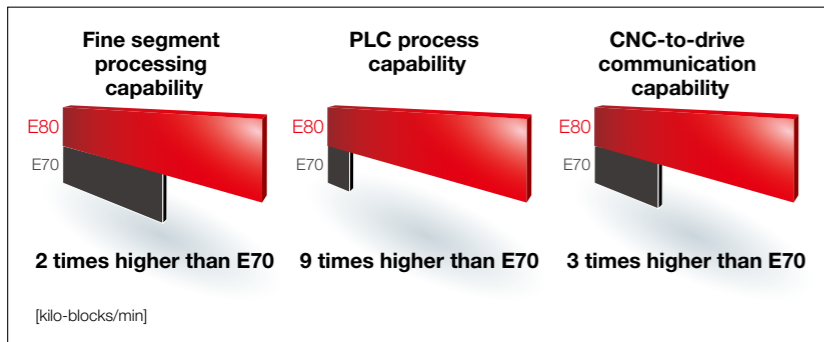 Fine segment
processing
capability
E80
E70
2 times higher than E70
PLC process
capability
E80
E70
9 times higher than E70
CNC-to-drive
communication
capability
E80
E70
3 times higher than E70
[kilo-blocks/min]